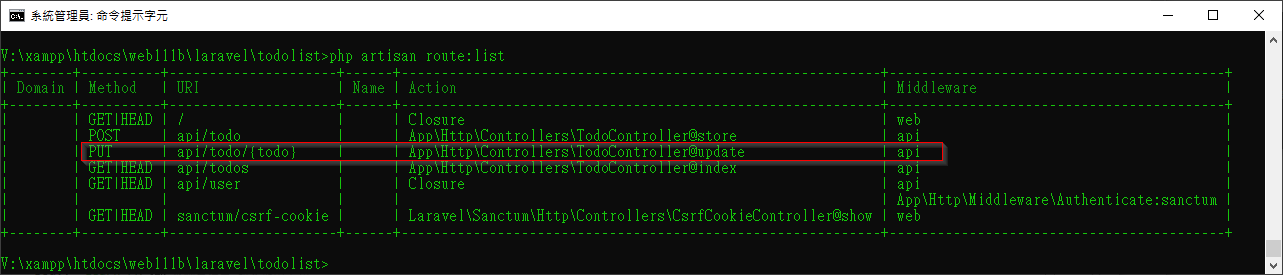 系統管理員: 命令提示字元
V:\xampp\htdocs\web111b\laravel\todolist>php artisan route:list
+--------+----------+---------------------+------+------------------------------------------------------------+------------------------------------------+
| Domain | Method   | URI                 | Name | Action                                                     | Middleware                               |
+--------+----------+---------------------+------+------------------------------------------------------------+------------------------------------------+
|        | GET|HEAD | /                   |      | Closure                                                    | web                                      |
|        | POST     | api/todo            |      | App\Http\Controllers\TodoController@store                  | api                                      |
|        | PUT      | api/todo/{todo}     |      | App\Http\Controllers\TodoController@update                 | api                                      |
|        | GET|HEAD | api/todos           |      | App\Http\Controllers\TodoController@index                  | api                                      |
|        | GET|HEAD | api/user            |      | Closure                                                    | api                                      |
|        |          |                     |      |                                                            | App\Http\Middleware\Authenticate:sanctum |
|        | GET|HEAD | sanctum/csrf-cookie |      | Laravel\Sanctum\Http\Controllers\CsrfCookieController@show | web                                      |
+--------+----------+---------------------+------+------------------------------------------------------------+------------------------------------------+
V:\xampp\htdocs\web111b\laravel\todolist>